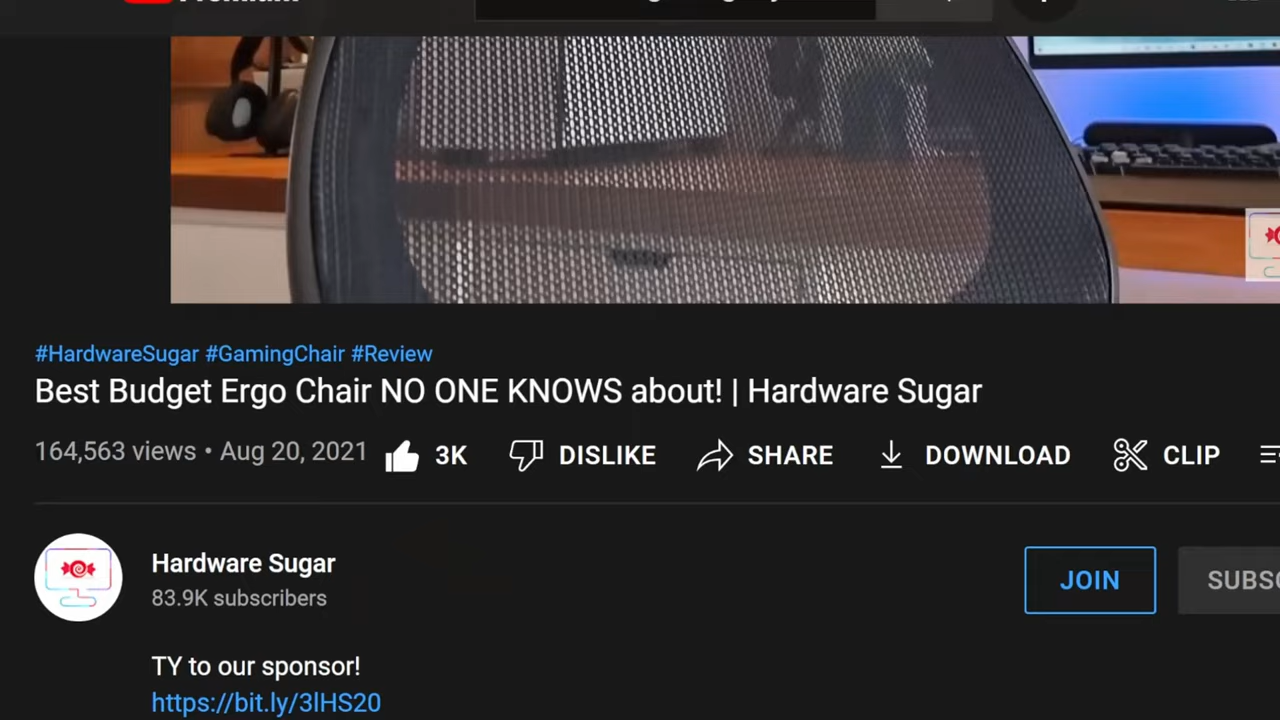 #HardwareSugar #GamingChair #Review
Best Budget Ergo Chair NO ONE KNOWS about! | Hardware Sugar
164,563 views • Aug 20, 2021 3K DISLIKE SHARE DOWNLOAD CLIP
Hardware Sugar
83.9K subscribers
JOIN SUBSC
TY to our sponsor!
https://bit.ly/3lHS20